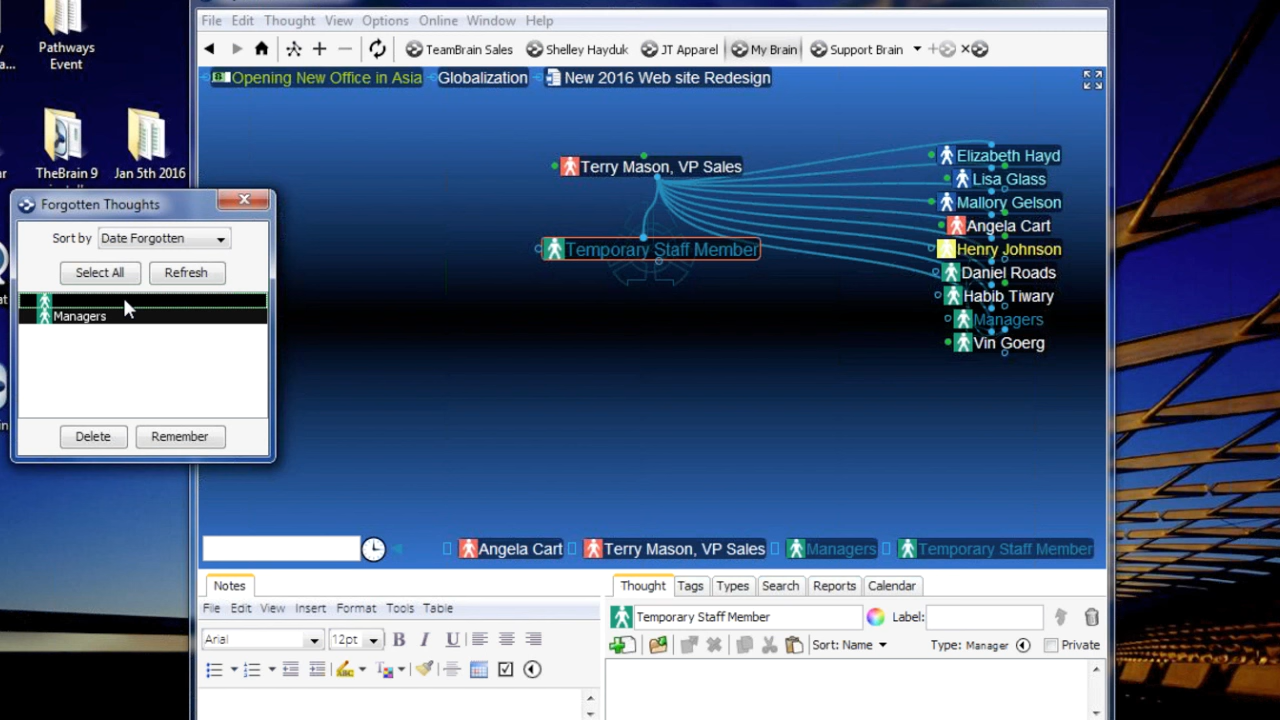 File Edit Thought View Options Online Window Help
Pathways Event
TeamBrain Sales Shelley Hayduk JT Apparel My Brain Support Brain
Opening New Office in Asia Globalization New 2016 Web site Redesign
TheBrain 9
Jan 5th 2016
Forgotten Thoughts
Sort by Date Forgotten
Select All Refresh
Managers
Delete Remember
Terry Mason, VP Sales
Temporary Staff Member
Elizabeth Hayd
Lisa Glass
Mallory Gelson
Angela Cart
Henry Johnson
Daniel Roads
Habib Tiwary
Managers
Vin Goerg
Angela Cart Terry Mason, VP Sales Managers Temporary Staff Member
Notes
File Edit View Insert Format Tools Table
Arial 12pt B I U
ABC
Thought Tags Types Search Reports Calendar
Temporary Staff Member Label:
Sort: Name Type: Manager Private